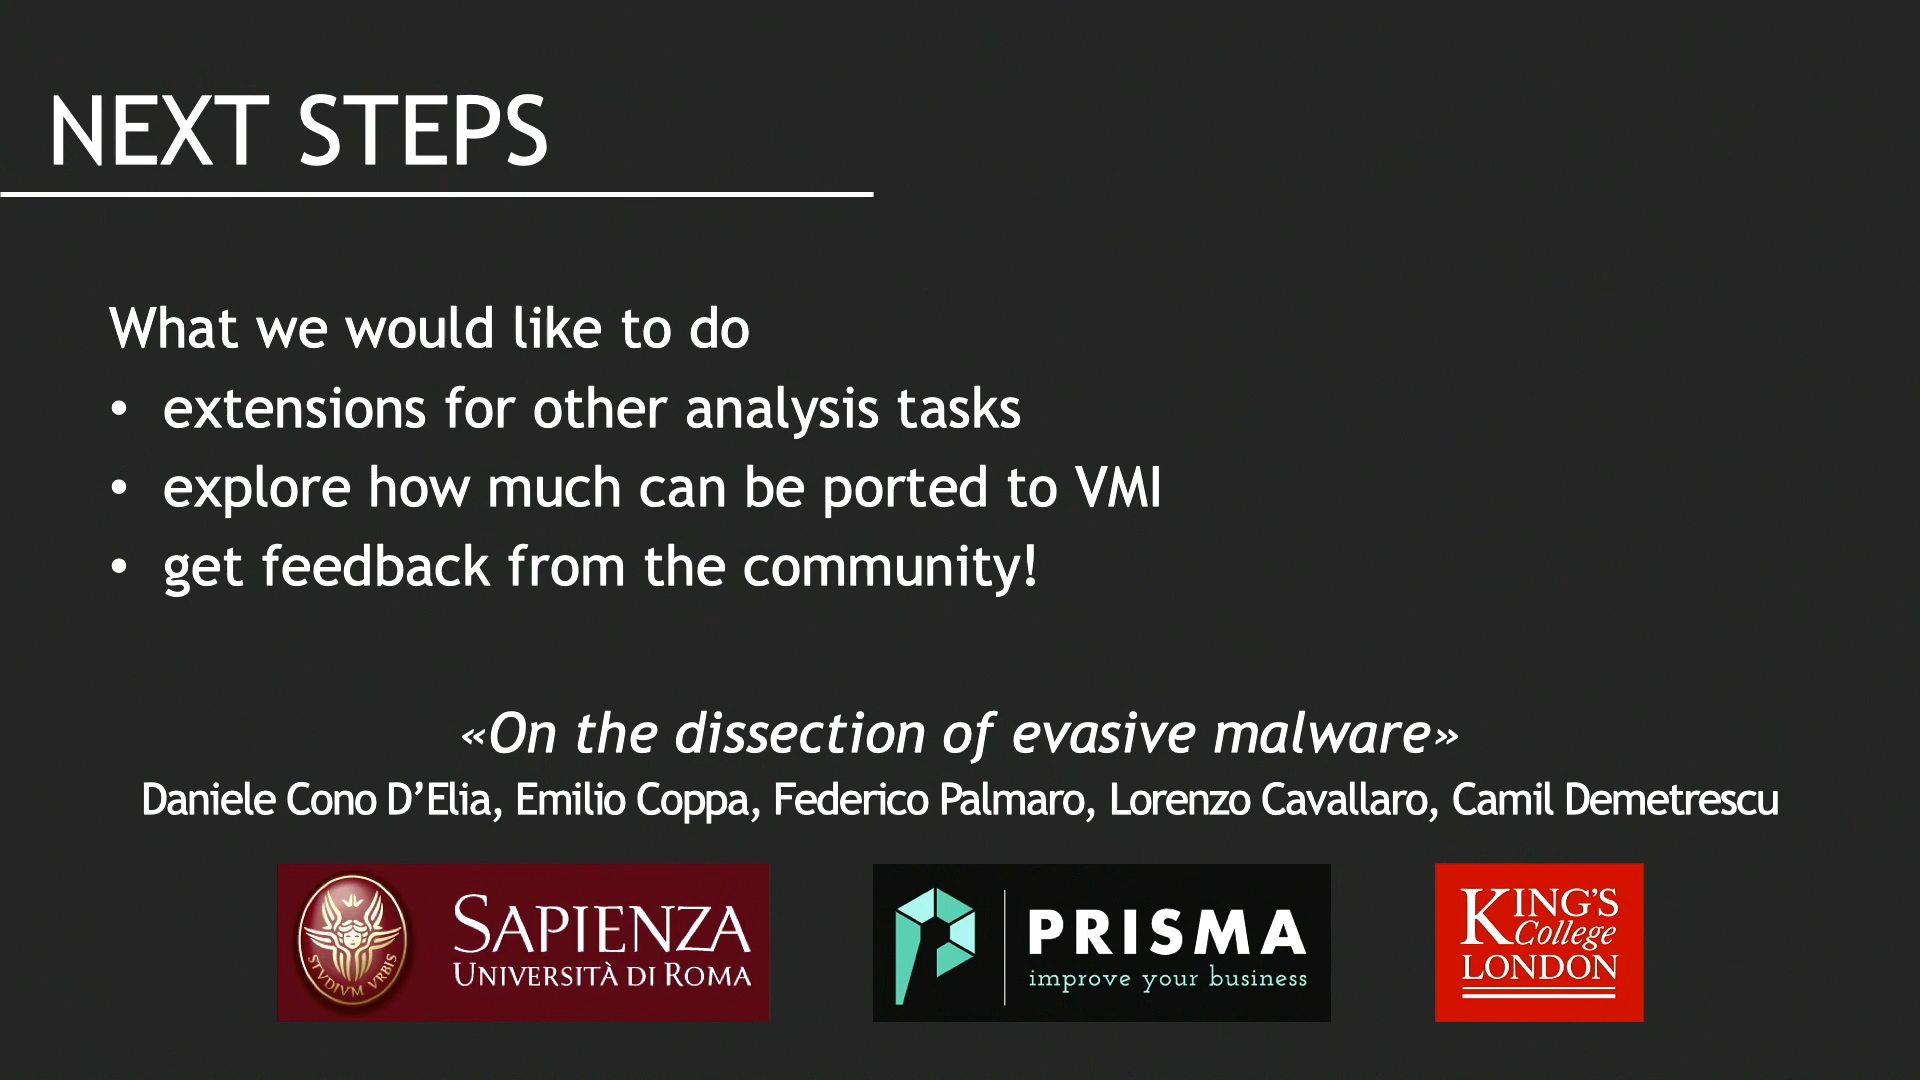 NEXT STEPS
What we would like to do
• extensions for other analysis tasks
• explore how much can be ported to VMI
• get feedback from the community!
«On the dissection of evasive malware»
Daniele Cono D’Elia, Emilio Coppa, Federico Palmaro, Lorenzo Cavallaro, Camil Demetrescu
STVDIVM VRBIS
SAPIENZA
UNIVERSITÀ DI ROMA
PRISMA
improve your business
KING'S
College
LONDON